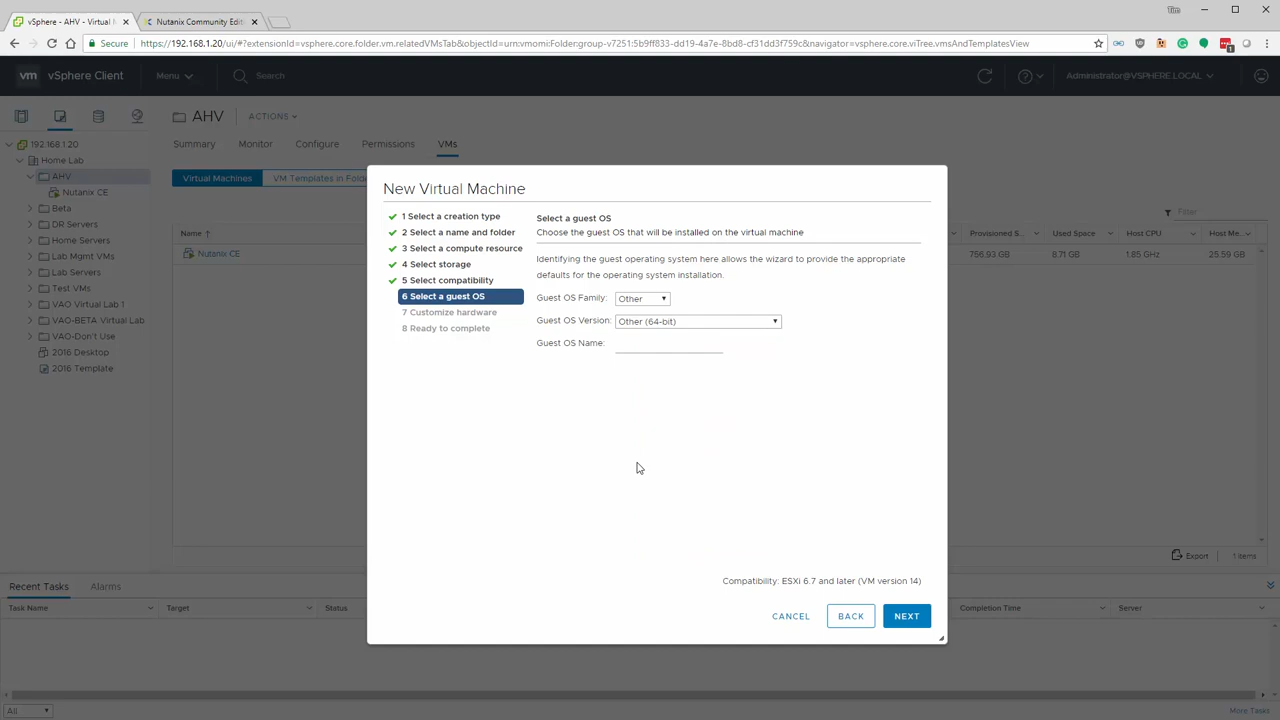 vSphere - AHV - Virtual M
Nutanix Community Edit
Tim
Secure
https://192.168.1.20/ui/#?extensionId=vsphere.core.folder.vm.relatedVMsTab&objectId=urn:vmomi:Folder:group-v7251:5b9ff833-dd19-4a7e-8bd8-cf31dd3f759c&navigator=vsphere.core.viTree.vmsAndTemplatesView
vm vSphere Client
Menu
Search
Administrator@VSPHERE.LOCAL
AHV
ACTIONS
Summary
Monitor
Configure
Permissions
VMs
192.168.1.20
Home Lab
AHV
Nutanix CE
Beta
DR Servers
Home Servers
Lab Mgmt VMs
Lab Servers
Test VMs
VAO Virtual Lab 1
VAO-BETA Virtual Lab
VAO-Don't Use
2016 Desktop
2016 Template
Virtual Machines
VM Templates in Folde
Filter
Name ↑
Provisioned S...
Used Space
Host CPU
Host Me...
Nutanix CE
756.93 GB
8.71 GB
1.85 GHz
25.59 GB
New Virtual Machine
1 Select a creation type
2 Select a name and folder
3 Select a compute resource
4 Select storage
5 Select compatibility
6 Select a guest OS
7 Customize hardware
8 Ready to complete
Select a guest OS
Choose the guest OS that will be installed on the virtual machine
Identifying the guest operating system here allows the wizard to provide the appropriate
defaults for the operating system installation.
Guest OS Family: Other
Guest OS Version: Other (64-bit)
Guest OS Name:
Compatibility: ESXi 6.7 and later (VM version 14)
CANCEL
BACK
NEXT
Export
1 items
Recent Tasks
Alarms
Task Name
Target
Status
Completion Time
Server
All
More Tasks